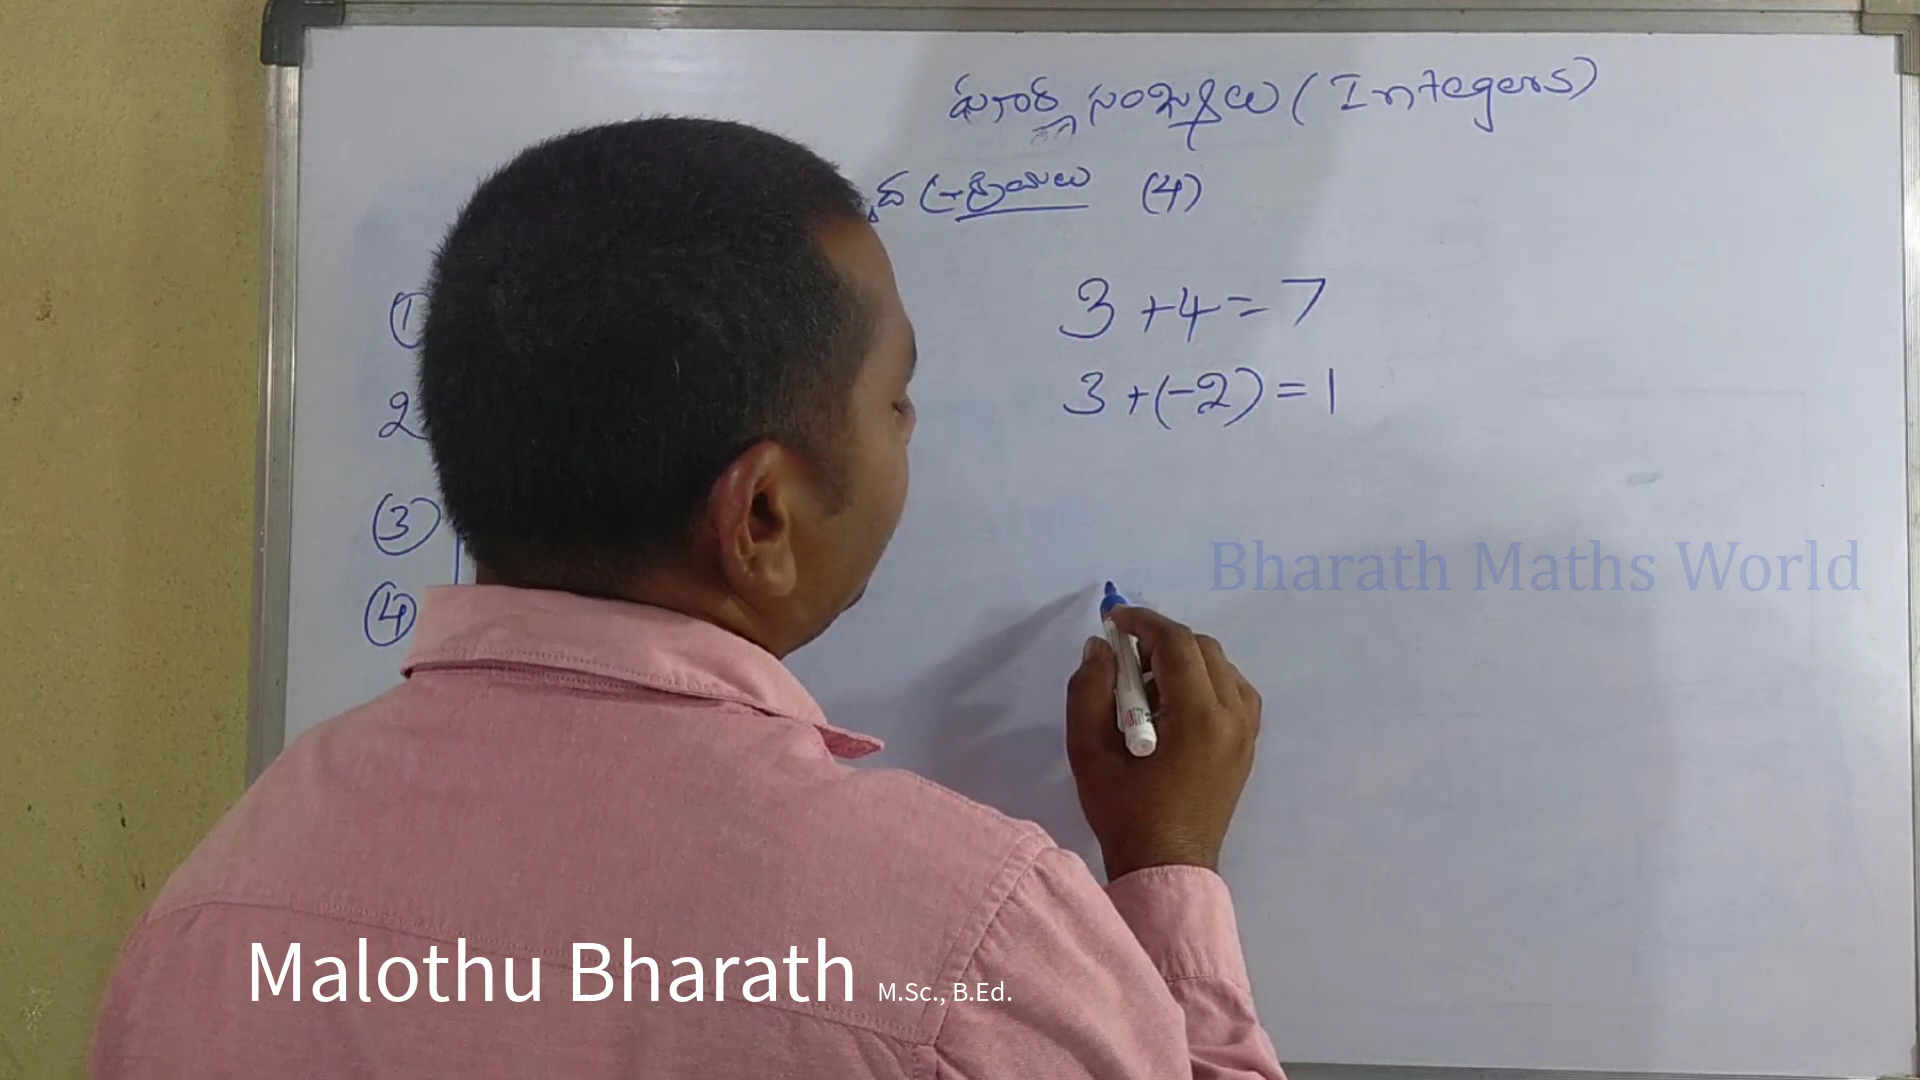 పూర్ణ సంఖ్యలు (Integers)
ప్రక్రియలు (4)
① 3 + 4 = 7
2 3 + (-2) = 1
③
④
Bharath Maths World
Malothu Bharath M.Sc., B.Ed.